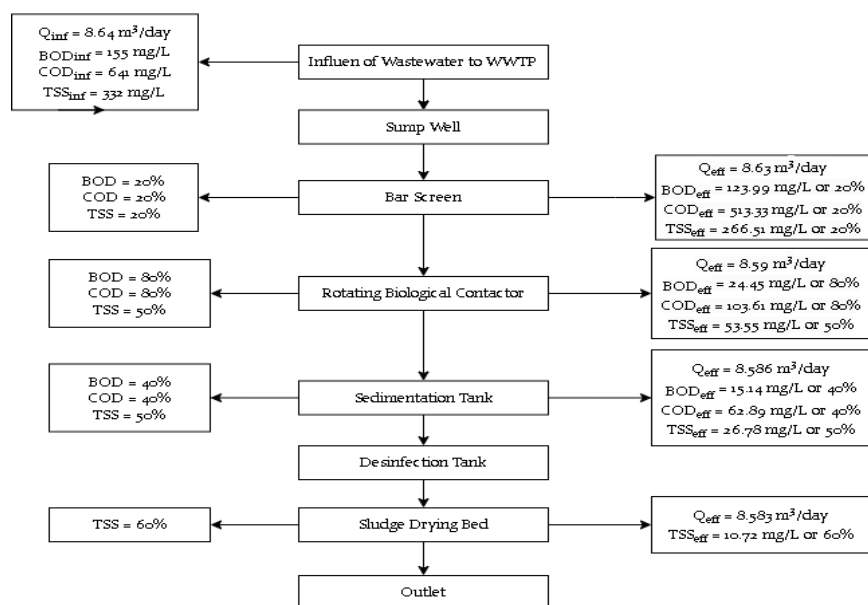 Qinf = 8.64 m³/day
BODinf = 155 mg/L
CODinf = 641 mg/L
TSSinf = 332 mg/L
Influen of Wastewater to WWTP
Sump Well
BOD = 20%
COD = 20%
TSS = 20%
Bar Screen
Qeff = 8.63 m³/day
BODeff = 123.99 mg/L or 20%
CODeff = 513.33 mg/L or 20%
TSSeff = 266.51 mg/L or 20%
BOD = 80%
COD = 80%
TSS = 50%
Rotating Biological Contactor
Qeff = 8.59 m³/day
BODeff = 24.45 mg/L or 80%
CODeff = 103.61 mg/L or 80%
TSSeff = 53.55 mg/L or 50%
BOD = 40%
COD = 40%
TSS = 50%
Sedimentation Tank
Qeff = 8.586 m³/day
BODeff = 15.14 mg/L or 40%
CODeff = 62.89 mg/L or 40%
TSSeff = 26.78 mg/L or 50%
Desinfection Tank
TSS = 60%
Sludge Drying Bed
Qeff = 8.583 m³/day
TSSeff = 10.72 mg/L or 60%
Outlet